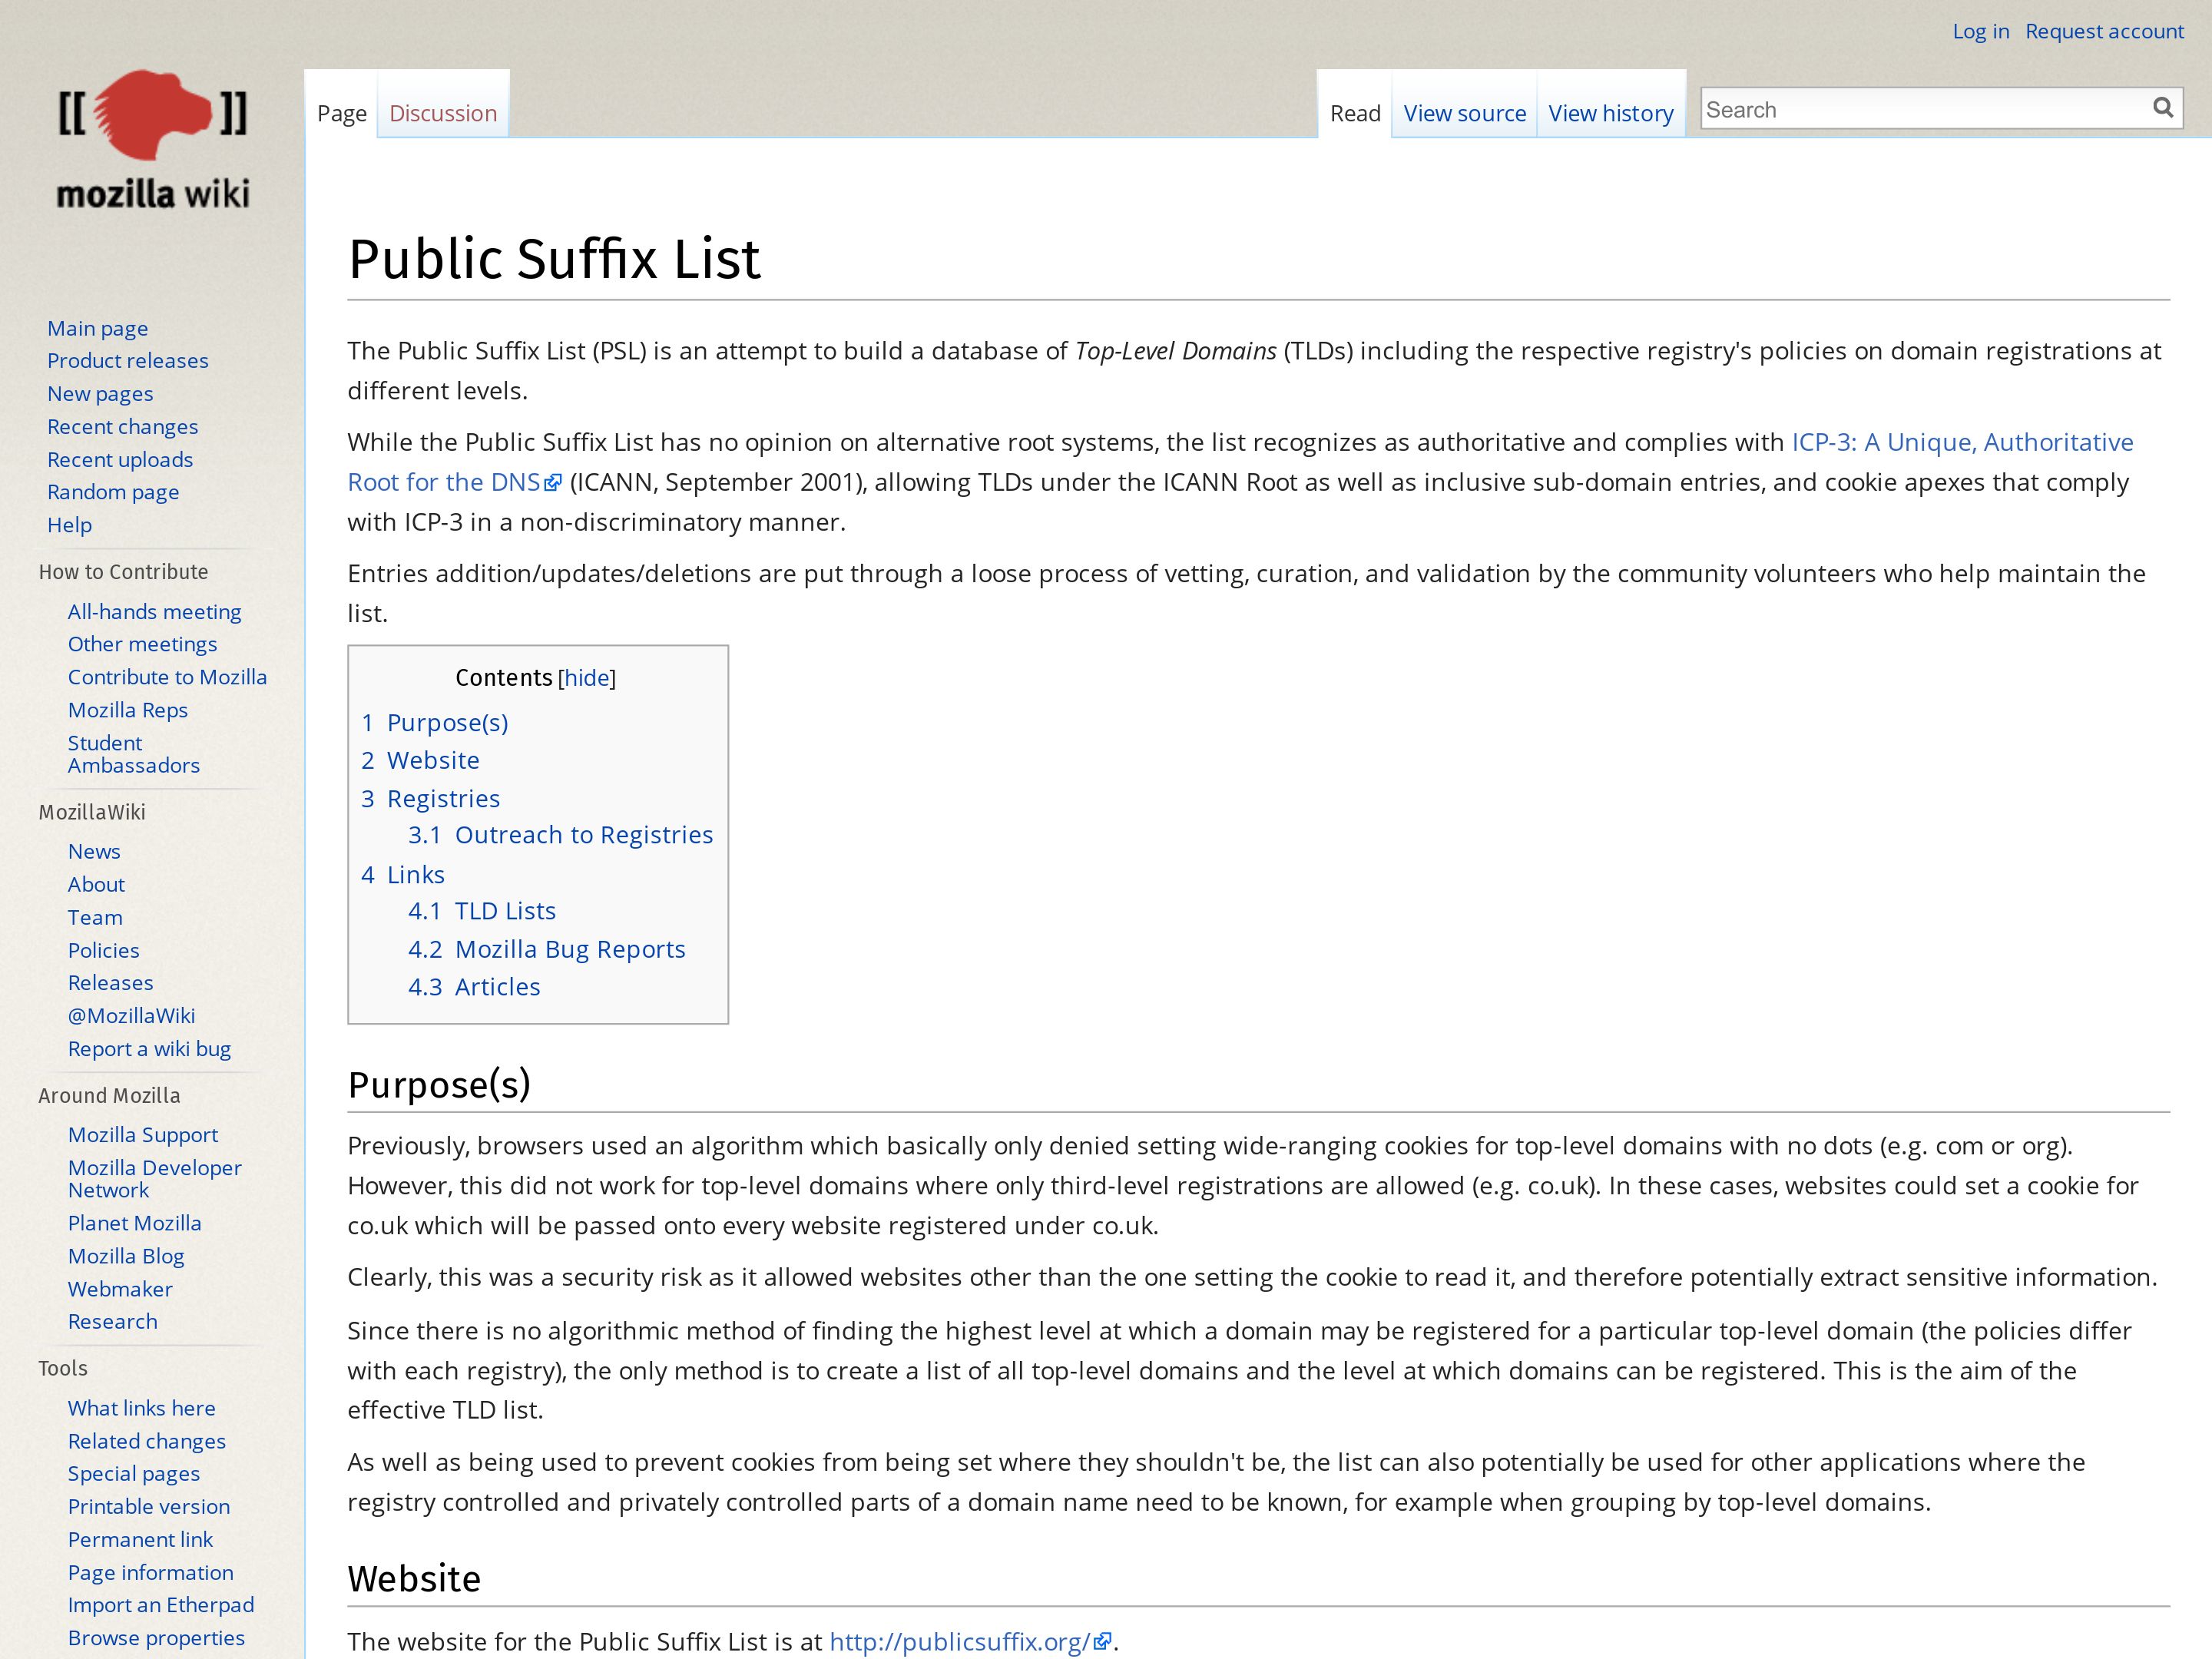 Log in Request account
[[ ]]
mozilla wiki
Page Discussion Read View source View history Search
Main page
Product releases
New pages
Recent changes
Recent uploads
Random page
Help
How to Contribute
All-hands meeting
Other meetings
Contribute to Mozilla
Mozilla Reps
Student
Ambassadors
MozillaWiki
News
About
Team
Policies
Releases
@MozillaWiki
Report a wiki bug
Around Mozilla
Mozilla Support
Mozilla Developer
Network
Planet Mozilla
Mozilla Blog
Webmaker
Research
Tools
What links here
Related changes
Special pages
Printable version
Permanent link
Page information
Import an Etherpad
Browse properties
Public Suffix List
The Public Suffix List (PSL) is an attempt to build a database of Top-Level Domains (TLDs) including the respective registry's policies on domain registrations at
different levels.
While the Public Suffix List has no opinion on alternative root systems, the list recognizes as authoritative and complies with ICP-3: A Unique, Authoritative
Root for the DNS (ICANN, September 2001), allowing TLDs under the ICANN Root as well as inclusive sub-domain entries, and cookie apexes that comply
with ICP-3 in a non-discriminatory manner.
Entries addition/updates/deletions are put through a loose process of vetting, curation, and validation by the community volunteers who help maintain the
list.
Contents [hide]
1 Purpose(s)
2 Website
3 Registries
3.1 Outreach to Registries
4 Links
4.1 TLD Lists
4.2 Mozilla Bug Reports
4.3 Articles
Purpose(s)
Previously, browsers used an algorithm which basically only denied setting wide-ranging cookies for top-level domains with no dots (e.g. com or org).
However, this did not work for top-level domains where only third-level registrations are allowed (e.g. co.uk). In these cases, websites could set a cookie for
co.uk which will be passed onto every website registered under co.uk.
Clearly, this was a security risk as it allowed websites other than the one setting the cookie to read it, and therefore potentially extract sensitive information.
Since there is no algorithmic method of finding the highest level at which a domain may be registered for a particular top-level domain (the policies differ
with each registry), the only method is to create a list of all top-level domains and the level at which domains can be registered. This is the aim of the
effective TLD list.
As well as being used to prevent cookies from being set where they shouldn't be, the list can also potentially be used for other applications where the
registry controlled and privately controlled parts of a domain name need to be known, for example when grouping by top-level domains.
Website
The website for the Public Suffix List is at http://publicsuffix.org/.